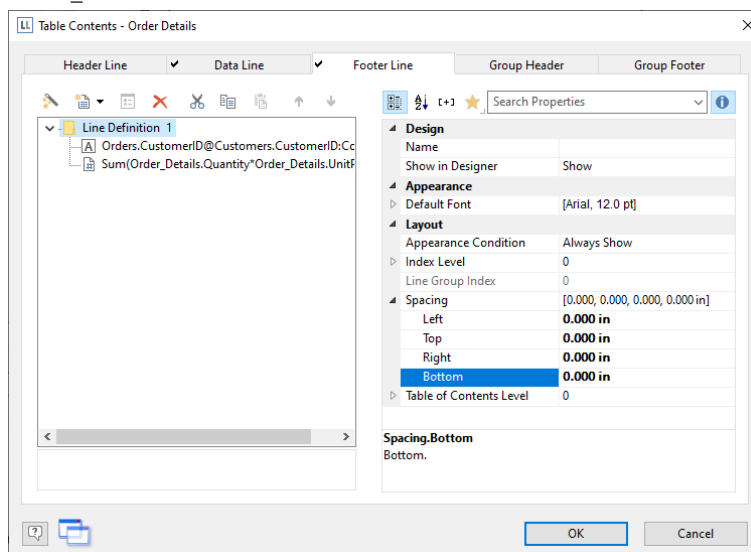 LL Table Contents - Order Details
Header Line
Data Line
Footer Line
Group Header
Group Footer
Search Properties
Line Definition 1
A Orders.CustomerID@Customers.CustomerID:Cc
# Sum(Order_Details.Quantity*Order_Details.UnitP
Design
Name
Show in Designer Show
Appearance
Default Font [Arial, 12.0 pt]
Layout
Appearance Condition Always Show
Index Level 0
Line Group Index 0
Spacing [0.000, 0.000, 0.000, 0.000 in]
Left 0.000 in
Top 0.000 in
Right 0.000 in
Bottom 0.000 in
Table of Contents Level 0
Spacing.Bottom
Bottom.
OK
Cancel